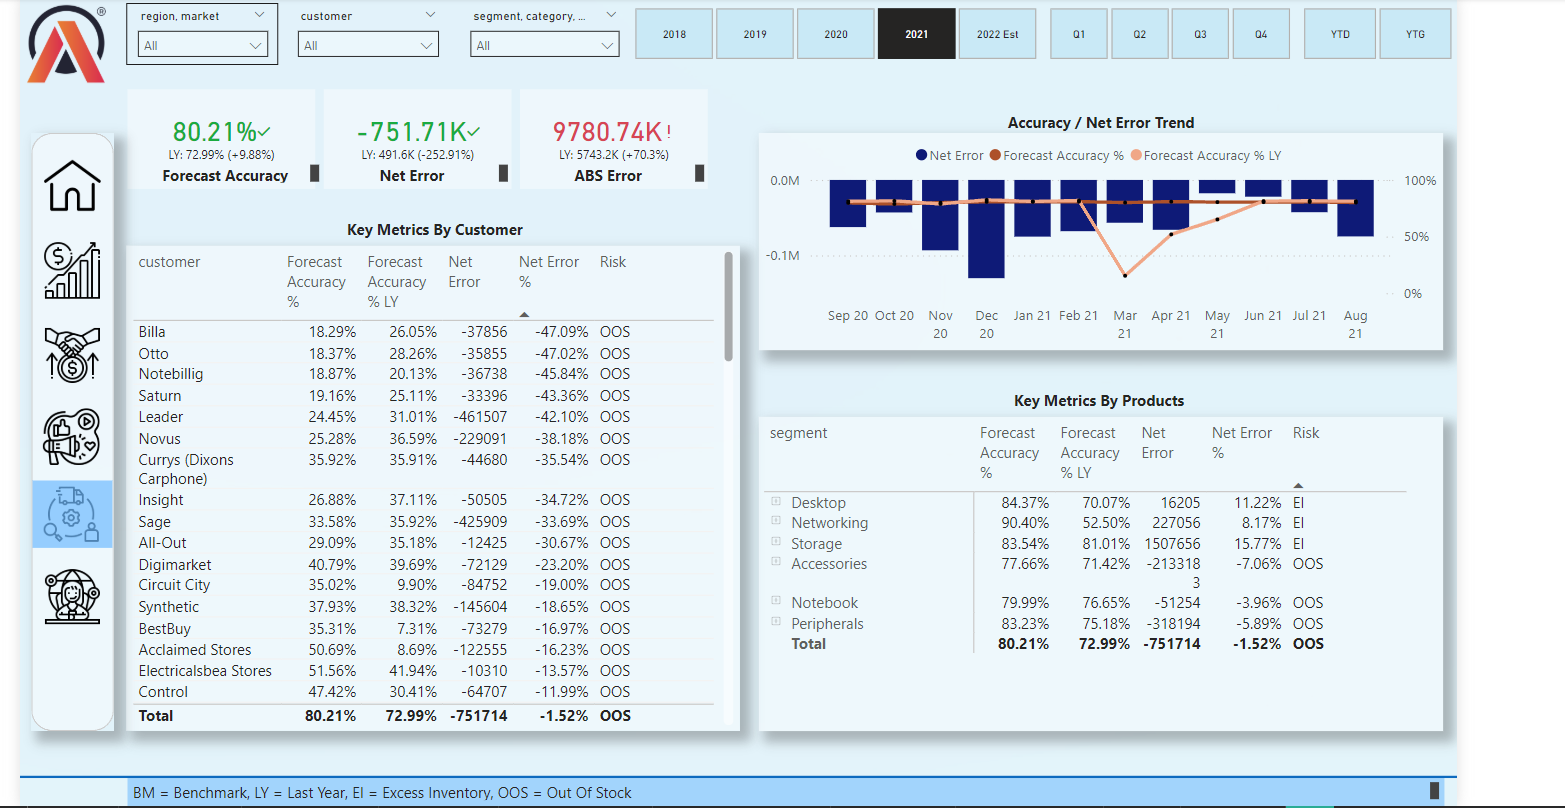 ®
region, market
customer
segment, category, ...
All
All
All
2018
2019
2020
2021
2022 Est
Q1
Q2
Q3
Q4
YTD
YTG
80.21%
LY: 72.99% (+9.88%)
Forecast Accuracy
-751.71K
LY: 491.6K (-252.91%)
Net Error
9780.74K!
LY: 5743.2K (+70.3%)
ABS Error
Key Metrics By Customer
customer Forecast Accuracy % Forecast Accuracy % LY Net Error Net Error % Risk
Billa 18.29% 26.05% -37856 -47.09% OOS
Otto 18.37% 28.26% -35855 -47.02% OOS
Notebillig 18.87% 20.13% -36738 -45.84% OOS
Saturn 19.16% 25.11% -33396 -43.36% OOS
Leader 24.45% 31.01% -461507 -42.10% OOS
Novus 25.28% 36.59% -229091 -38.18% OOS
Currys (Dixons 35.92% 35.91% -44680 -35.54% OOS
Carphone)
Insight 26.88% 37.11% -50505 -34.72% OOS
Sage 33.58% 35.92% -425909 -33.69% OOS
All-Out 29.09% 35.18% -12425 -30.67% OOS
Digimarket 40.79% 39.69% -72129 -23.20% OOS
Circuit City 35.02% 9.90% -84752 -19.00% OOS
Synthetic 37.93% 38.32% -145604 -18.65% OOS
BestBuy 35.31% 7.31% -73279 -16.97% OOS
Acclaimed Stores 50.69% 8.69% -122555 -16.23% OOS
Electricalsbea Stores 51.56% 41.94% -10310 -13.57% OOS
Control 47.42% 30.41% -64707 -11.99% OOS
Total 80.21% 72.99% -751714 -1.52% OOS
Accuracy / Net Error Trend
Net Error Forecast Accuracy % Forecast Accuracy % LY
0.0M
-0.1M
100%
50%
0%
Sep 20 Oct 20 Nov 20 Dec 20 Jan 21 Feb 21 Mar 21 Apr 21 May 21 Jun 21 Jul 21 Aug 21
Key Metrics By Products
segment Forecast Accuracy % Forecast Accuracy % LY Net Error Net Error % Risk
Desktop 84.37% 70.07% 16205 11.22% EI
Networking 90.40% 52.50% 227056 8.17% EI
Storage 83.54% 81.01% 1507656 15.77% EI
Accessories 77.66% 71.42% -213318 -7.06% OOS
3
Notebook 79.99% 76.65% -51254 -3.96% OOS
Peripherals 83.23% 75.18% -318194 -5.89% OOS
Total 80.21% 72.99% -751714 -1.52% OOS
BM = Benchmark, LY = Last Year, EI = Excess Inventory, OOS = Out Of Stock